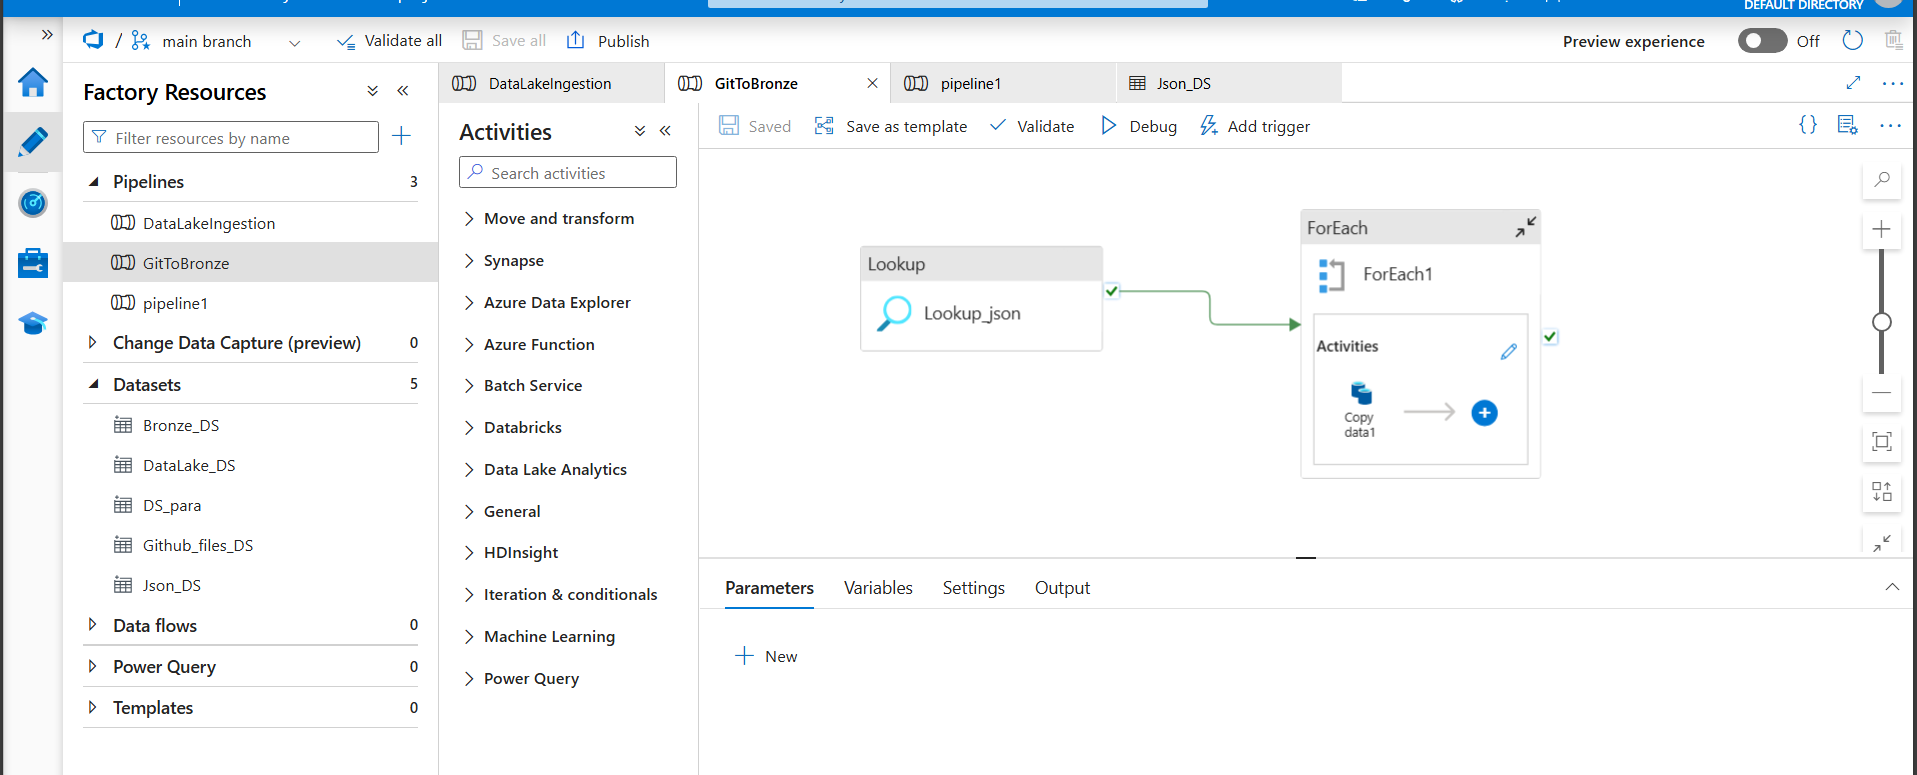 DEFAULT DIRECTORY
/ main branch
Validate all
Save all
Publish
Preview experience
Off
Factory Resources
Filter resources by name
Pipelines 3
DataLakeIngestion
GitToBronze
pipeline1
Change Data Capture (preview) 0
Datasets 5
Bronze_DS
DataLake_DS
DS_para
Github_files_DS
Json_DS
Data flows 0
Power Query 0
Templates 0
DataLakeIngestion
GitToBronze
pipeline1
Json_DS
Activities
Search activities
Move and transform
Synapse
Azure Data Explorer
Azure Function
Batch Service
Databricks
Data Lake Analytics
General
HDInsight
Iteration & conditionals
Machine Learning
Power Query
Saved
Save as template
Validate
Debug
Add trigger
Lookup
Lookup_json
ForEach
ForEach1
Activities
Copy
data1
Parameters
Variables
Settings
Output
New